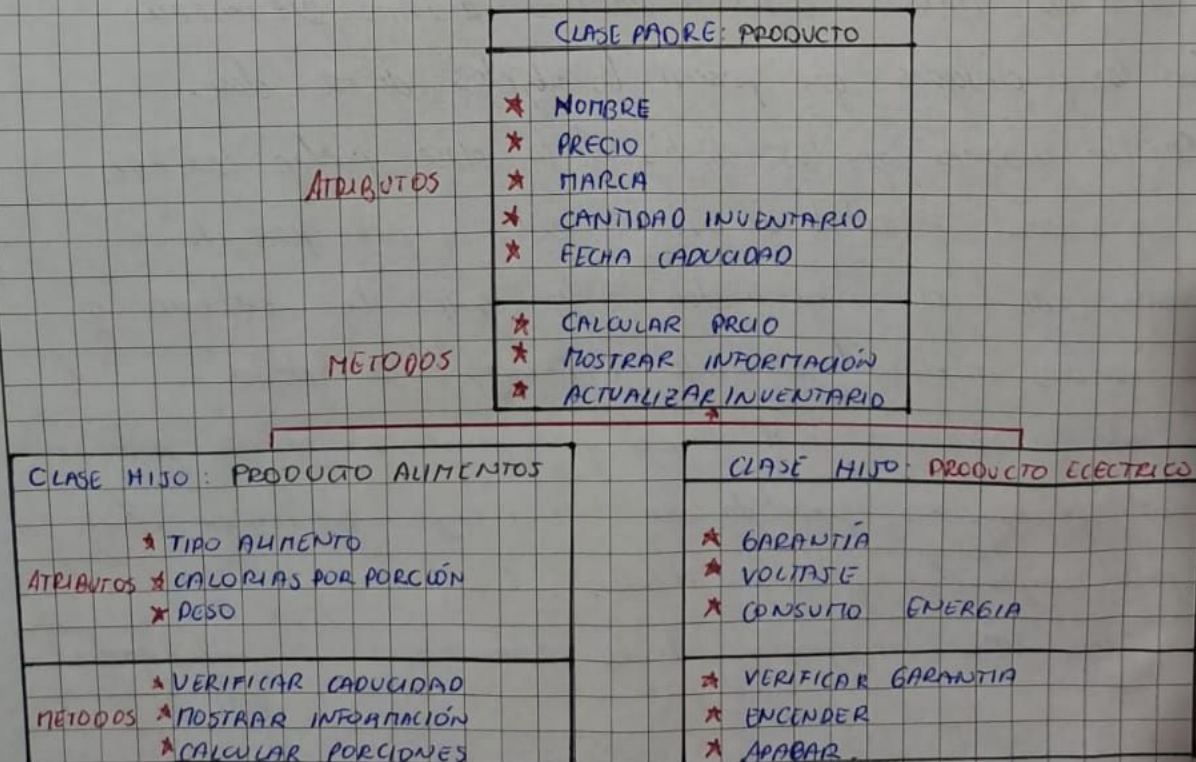 CLASE PADRE: PRODUCTO
ATRIBUTOS
* NOMBRE
* PRECIO
* MARCA
* CANTIDAD INVENTARIO
* FECHA CADUCIDAD
METODOS
* CALCULAR PRCIO
* MOSTRAR INFORMACIÓN
* ACTUALIZAR INVENTARIO
CLASE HIJO: PRODUCTO ALIMENTOS
ATRIBUTOS
* TIPO ALIMENTO
* CALORIAS POR PORCIÓN
* PESO
METODOS
* VERIFICAR CADUCIDAD
* MOSTRAR INFORMACIÓN
* CALCULAR PORCIONES
CLASE HIJO: PRODUCTO ELECTRICO
* GARANTÍA
* VOLTAJE
* CONSUMO ENERGIA
* VERIFICAR GARANTIA
* ENCENDER
* APAGAR.